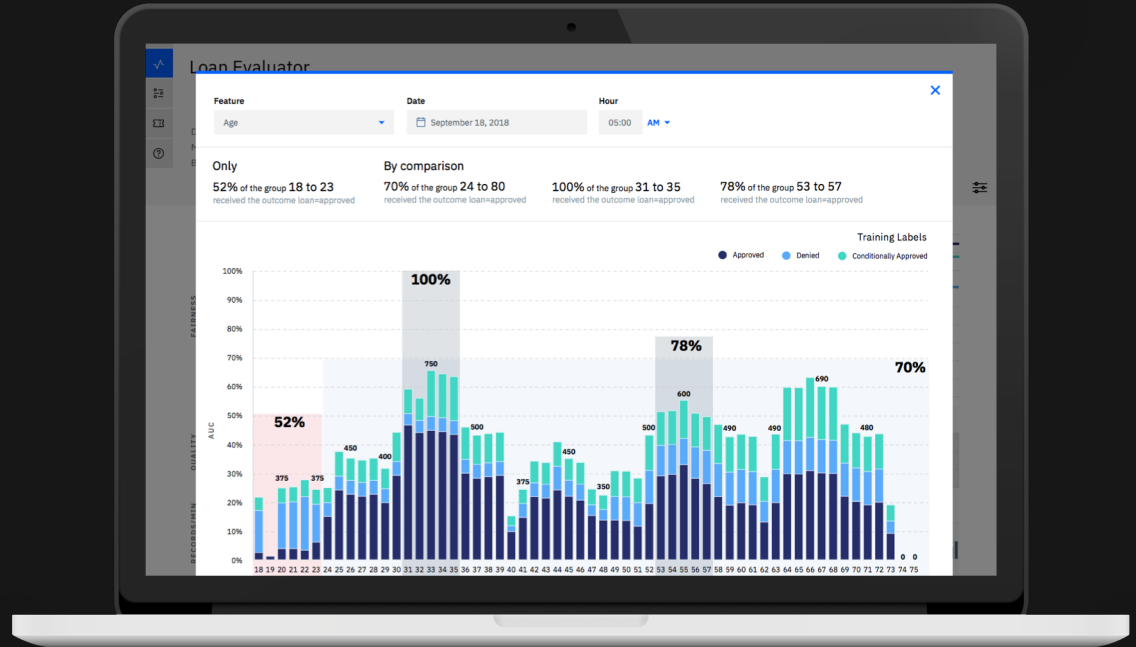 Loan Evaluator
Feature
Date
Hour
Age
September 18, 2018
05:00
AM
Only
By comparison
52% of the group 18 to 23
70% of the group 24 to 80
100% of the group 31 to 35
78% of the group 53 to 57
received the outcome loan=approved
received the outcome loan=approved
received the outcome loan=approved
received the outcome loan=approved
Training Labels
Approved
Denied
Conditionally Approved
FAIRNESS
QUALITY
RECORDS/MIN
AUC
100%
90%
80%
70%
60%
50%
40%
30%
20%
10%
0%
100%
78%
70%
52%
750
690
600
500
490
490
480
500
450
400
450
375
375
375
350
0 0
18 19 20 21 22 23 24 25 26 27 28 29 30 31 32 33 34 35 36 37 38 39 40 41 42 43 44 45 46 47 48 49 50 51 52 53 54 55 56 57 58 59 60 61 62 63 64 65 66 67 68 69 70 71 72 73 74 75